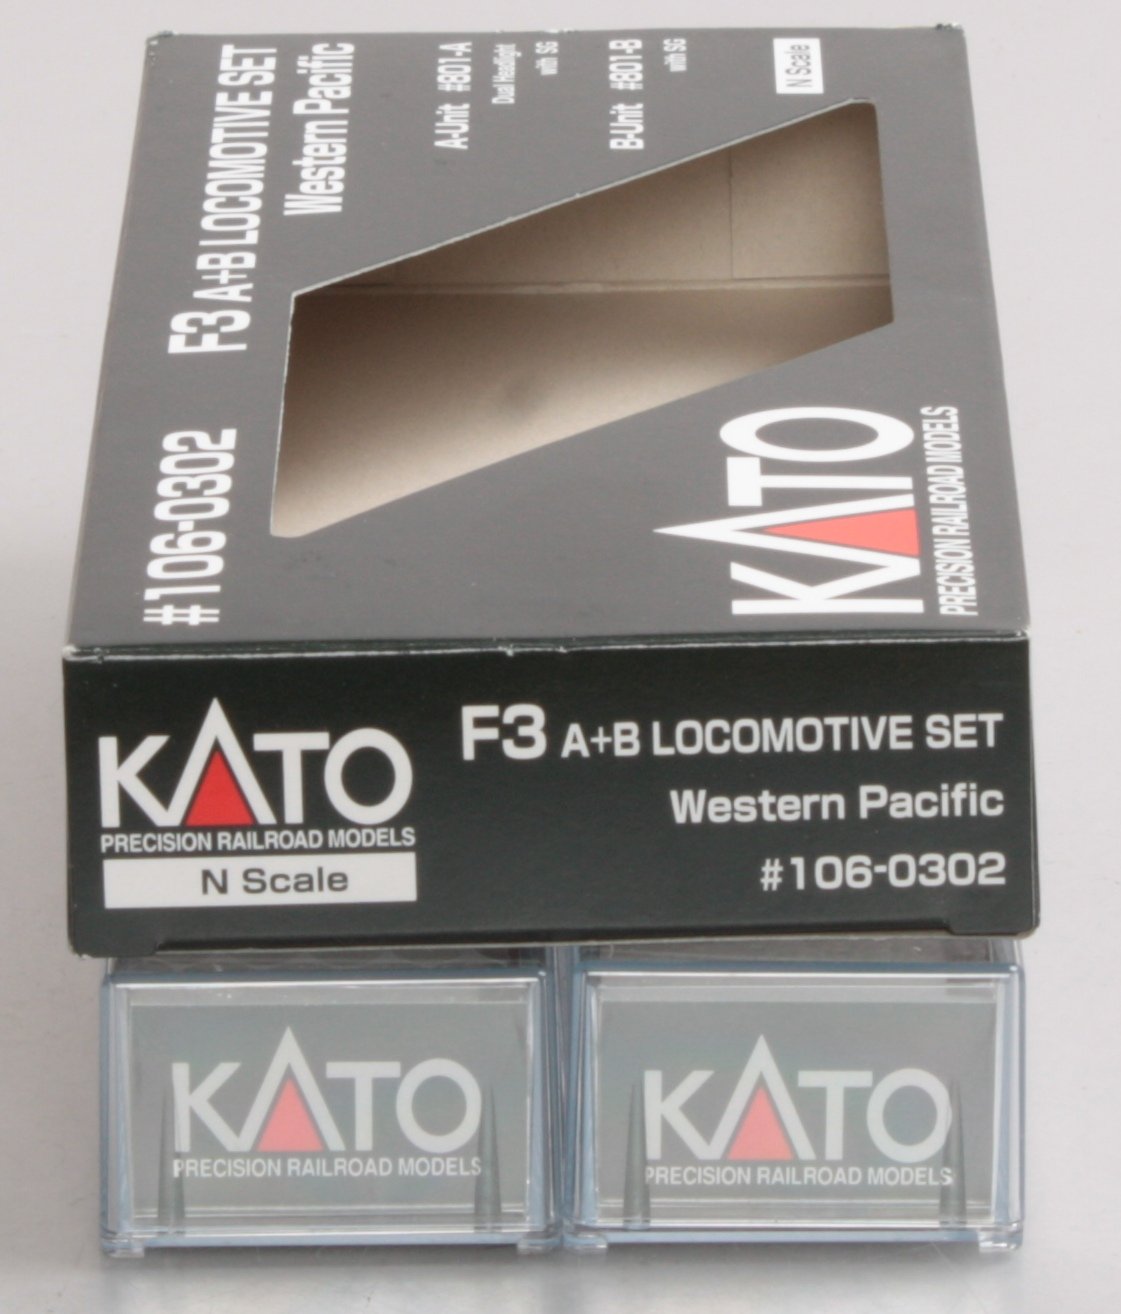 #106-0302 F3 A+B LOCOMOTIVE SET
Western Pacific
A-Unit #801-A
Dual Headlight
with SG
B-Unit #801-B
with SG
N Scale
KATO
PRECISION RAILROAD MODELS
KATO
PRECISION RAILROAD MODELS
N Scale
F3 A+B LOCOMOTIVE SET
Western Pacific
#106-0302
KATO
PRECISION RAILROAD MODELS
KATO
PRECISION RAILROAD MODELS